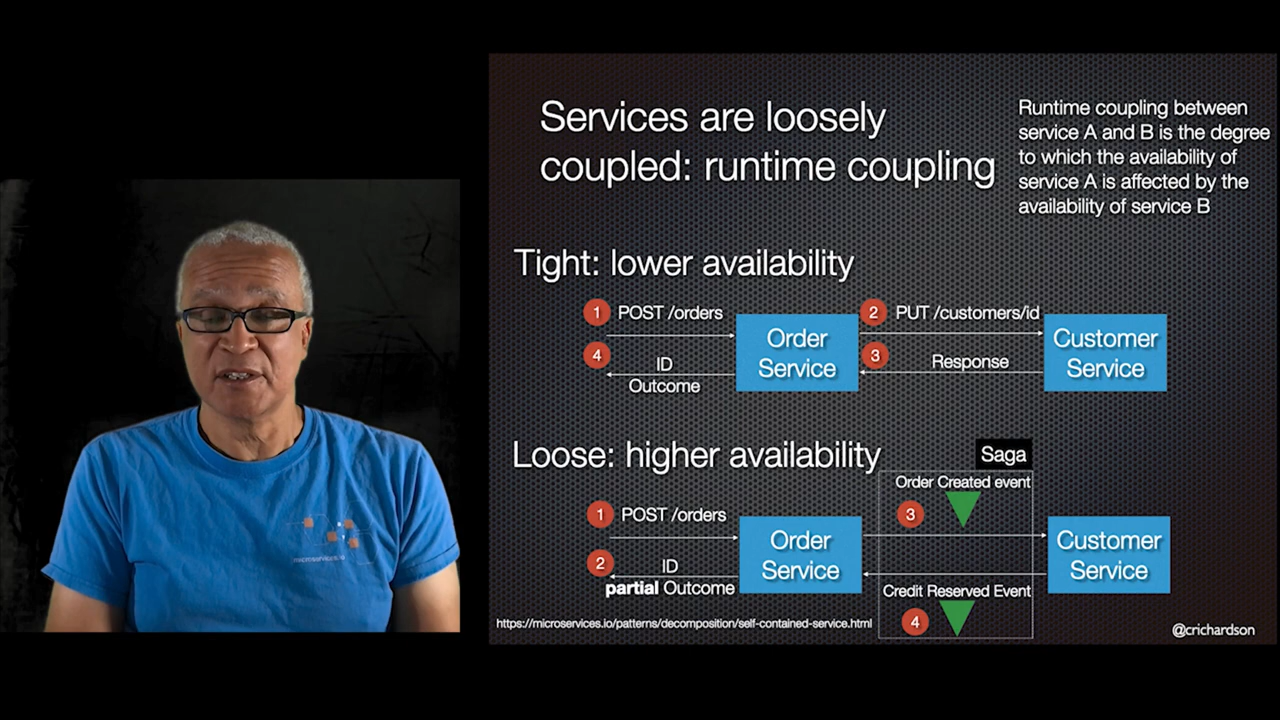 Services are loosely
coupled: runtime coupling
Runtime coupling between
service A and B is the degree
to which the availability of
service A is affected by the
availability of service B
Tight: lower availability
1 POST /orders
2 PUT /customers/id
Order
Service
Customer
Service
4 ID
Outcome
3 Response
Loose: higher availability
Saga
Order Created event
1 POST /orders
3
Order
Service
Customer
Service
2 ID
partial Outcome
Credit Reserved Event
4
https://microservices.io/patterns/decomposition/self-contained-service.html
@crichardson
microservices.io